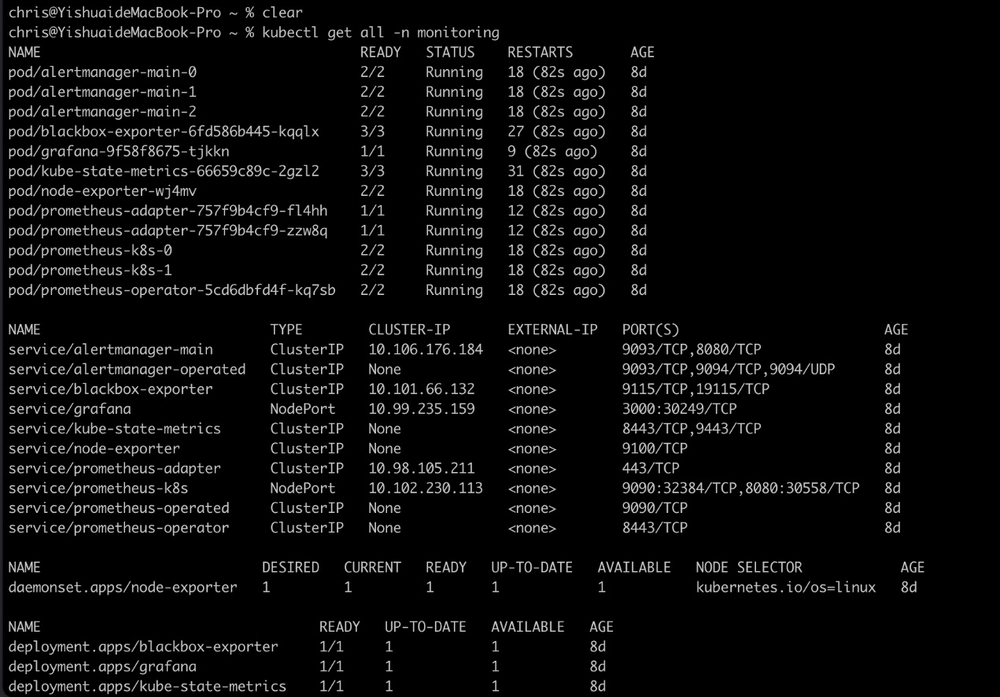 chris@YishuaideMacBook-Pro ~ % clear
chris@YishuaideMacBook-Pro ~ % kubectl get all -n monitoring
NAME READY STATUS RESTARTS AGE
pod/alertmanager-main-0 2/2 Running 18 (82s ago) 8d
pod/alertmanager-main-1 2/2 Running 18 (82s ago) 8d
pod/alertmanager-main-2 2/2 Running 18 (82s ago) 8d
pod/blackbox-exporter-6fd586b445-kqqlx 3/3 Running 27 (82s ago) 8d
pod/grafana-9f58f8675-tjkkn 1/1 Running 9 (82s ago) 8d
pod/kube-state-metrics-66659c89c-2gzl2 3/3 Running 31 (82s ago) 8d
pod/node-exporter-wj4mv 2/2 Running 18 (82s ago) 8d
pod/prometheus-adapter-757f9b4cf9-fl4hh 1/1 Running 12 (82s ago) 8d
pod/prometheus-adapter-757f9b4cf9-zzw8q 1/1 Running 12 (82s ago) 8d
pod/prometheus-k8s-0 2/2 Running 18 (82s ago) 8d
pod/prometheus-k8s-1 2/2 Running 18 (82s ago) 8d
pod/prometheus-operator-5cd6dbfd4f-kq7sb 2/2 Running 18 (82s ago) 8d
NAME TYPE CLUSTER-IP EXTERNAL-IP PORT(S) AGE
service/alertmanager-main ClusterIP 10.106.176.184 <none> 9093/TCP,8080/TCP 8d
service/alertmanager-operated ClusterIP None <none> 9093/TCP,9094/TCP,9094/UDP 8d
service/blackbox-exporter ClusterIP 10.101.66.132 <none> 9115/TCP,19115/TCP 8d
service/grafana NodePort 10.99.235.159 <none> 3000:30249/TCP 8d
service/kube-state-metrics ClusterIP None <none> 8443/TCP,9443/TCP 8d
service/node-exporter ClusterIP None <none> 9100/TCP 8d
service/prometheus-adapter ClusterIP 10.98.105.211 <none> 443/TCP 8d
service/prometheus-k8s NodePort 10.102.230.113 <none> 9090:32384/TCP,8080:30558/TCP 8d
service/prometheus-operated ClusterIP None <none> 9090/TCP 8d
service/prometheus-operator ClusterIP None <none> 8443/TCP 8d
NAME DESIRED CURRENT READY UP-TO-DATE AVAILABLE NODE SELECTOR AGE
daemonset.apps/node-exporter 1 1 1 1 1 kubernetes.io/os=linux 8d
NAME READY UP-TO-DATE AVAILABLE AGE
deployment.apps/blackbox-exporter 1/1 1 1 8d
deployment.apps/grafana 1/1 1 1 8d
deployment.apps/kube-state-metrics 1/1 1 1 8d